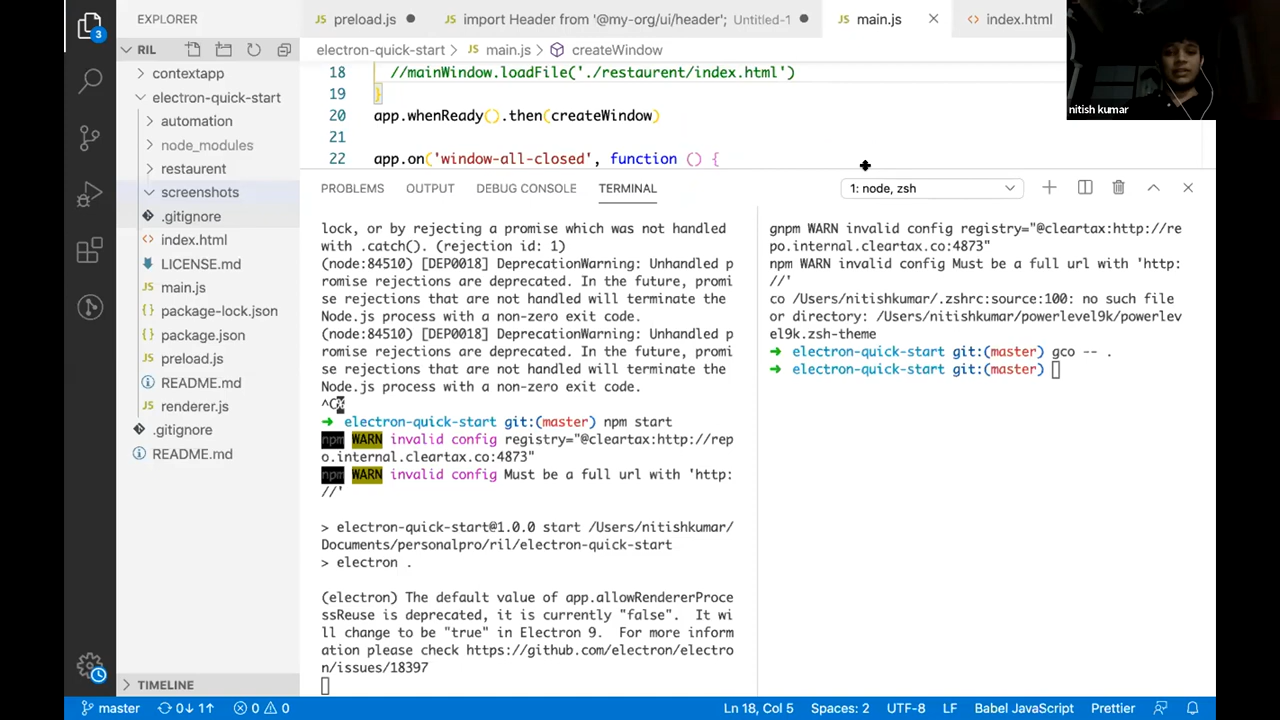 EXPLORER
preload.js
import Header from '@my-org/ui/header'; Untitled-1
main.js
index.html
RIL
electron-quick-start > main.js > createWindow
nitish kumar
contextapp
electron-quick-start
automation
node_modules
restaurent
screenshots
.gitignore
index.html
LICENSE.md
main.js
package-lock.json
package.json
preload.js
README.md
renderer.js
.gitignore
README.md
TIMELINE
18 //mainWindow.loadFile('./restaurent/index.html')
19 }
20 app.whenReady().then(createWindow)
21
22 app.on('window-all-closed', function () {
PROBLEMS OUTPUT DEBUG CONSOLE TERMINAL
1: node, zsh
lock, or by rejecting a promise which was not handled
with .catch(). (rejection id: 1)
(node:84510) [DEP0018] DeprecationWarning: Unhandled p
romise rejections are deprecated. In the future, promi
se rejections that are not handled will terminate the
Node.js process with a non-zero exit code.
(node:84510) [DEP0018] DeprecationWarning: Unhandled p
romise rejections are deprecated. In the future, promi
se rejections that are not handled will terminate the
Node.js process with a non-zero exit code.
^C%
➜ electron-quick-start git:(master) npm start
npm WARN invalid config registry="@cleartax:http://rep
o.internal.cleartax.co:4873"
npm WARN invalid config Must be a full url with 'http:
//'
> electron-quick-start@1.0.0 start /Users/nitishkumar/
Documents/personalpro/ril/electron-quick-start
> electron .
(electron) The default value of app.allowRendererProce
ssReuse is deprecated, it is currently "false".  It wi
ll change to be "true" in Electron 9.  For more inform
ation please check https://github.com/electron/electro
n/issues/18397
gnpm WARN invalid config registry="@cleartax:http://re
po.internal.cleartax.co:4873"
npm WARN invalid config Must be a full url with 'http:
//'
co /Users/nitishkumar/.zshrc:source:100: no such file
or directory: /Users/nitishkumar/powerlevel9k/powerlev
el9k.zsh-theme
➜ electron-quick-start git:(master) gco -- .
➜ electron-quick-start git:(master)
3
master 0↓ 1↑ 0 0 Ln 18, Col 5 Spaces: 2 UTF-8 LF Babel JavaScript Prettier